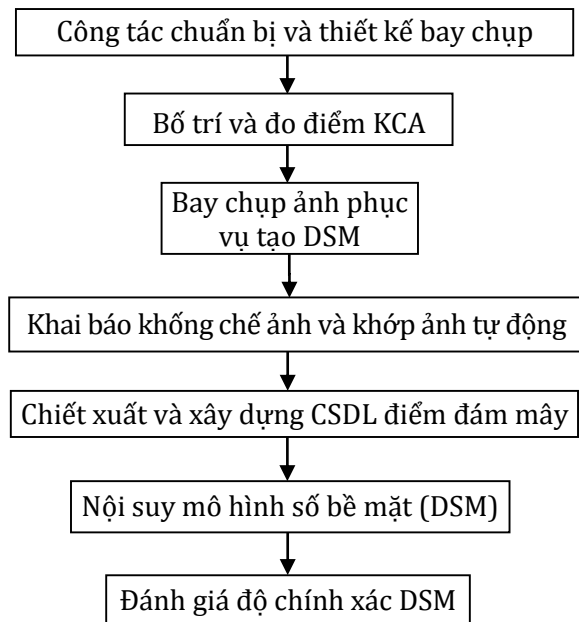 Công tác chuẩn bị và thiết kế bay chụp
Bố trí và đo điểm KCA
Bay chụp ảnh phục
vụ tạo DSM
Khai báo khống chế ảnh và khớp ảnh tự động
Chiết xuất và xây dựng CSDL điểm đám mây
Nội suy mô hình số bề mặt (DSM)
Đánh giá độ chính xác DSM